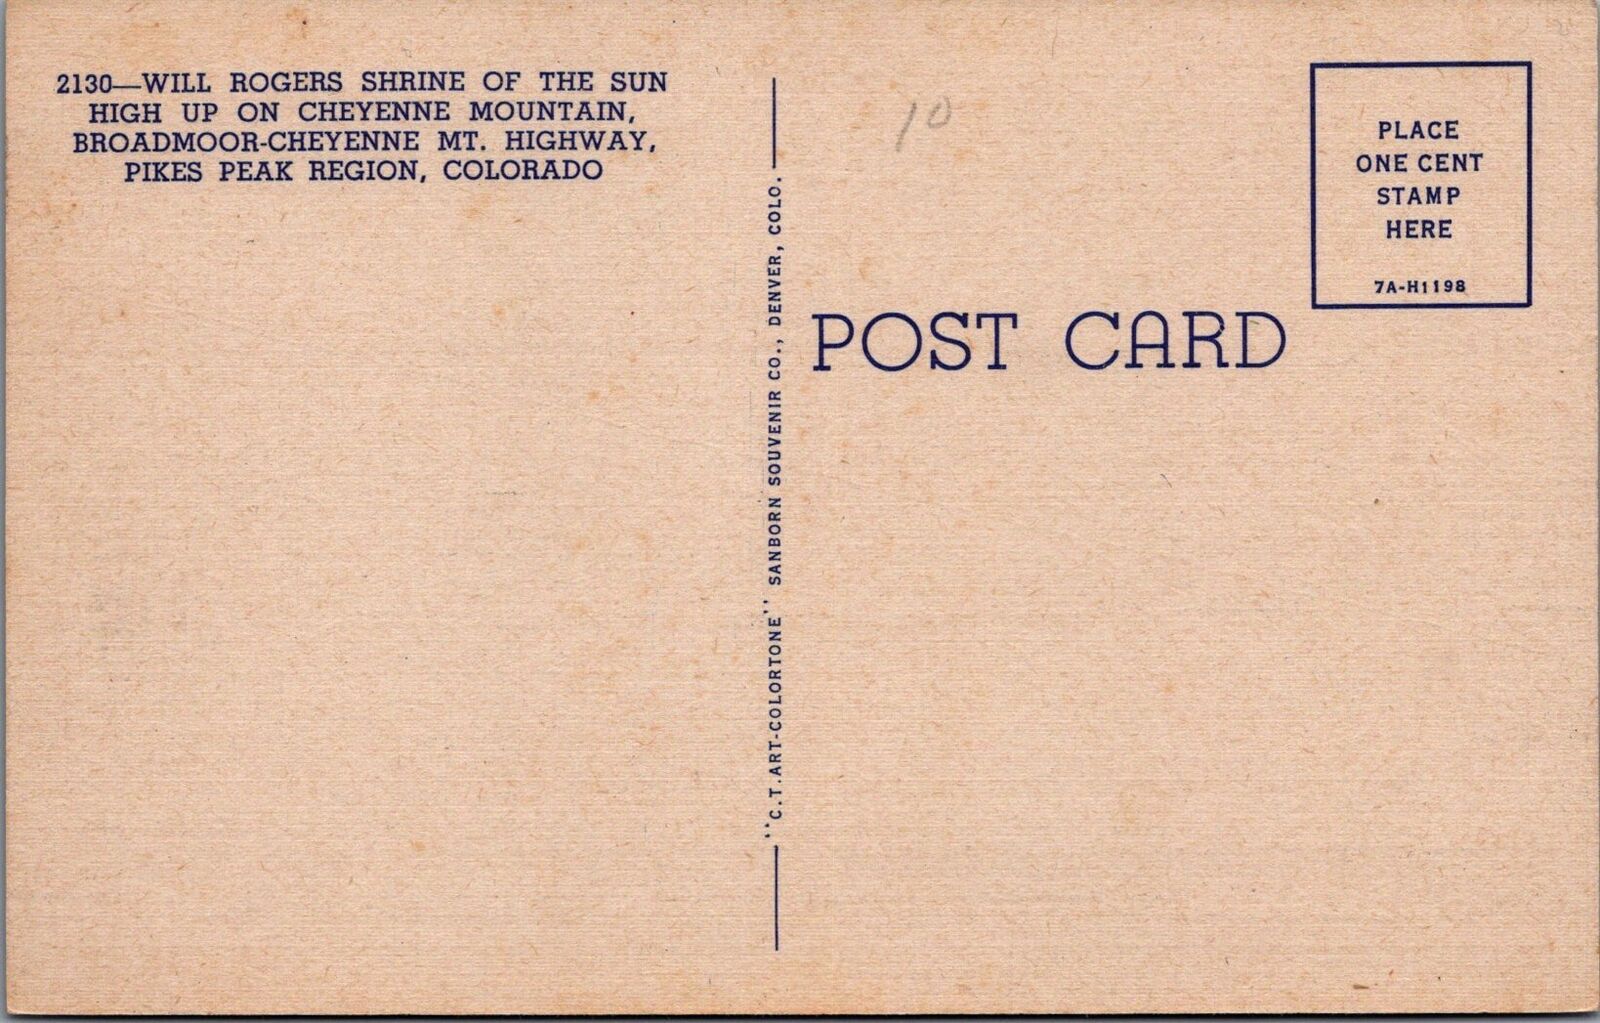 2130—WILL ROGERS SHRINE OF THE SUN
HIGH UP ON CHEYENNE MOUNTAIN,
BROADMOOR-CHEYENNE MT. HIGHWAY,
PIKES PEAK REGION, COLORADO
"C.T. ART-COLORTONE" SANBORN SOUVENIR CO., DENVER, COLO.
10
PLACE
ONE CENT
STAMP
HERE
7A-H1198
POST CARD